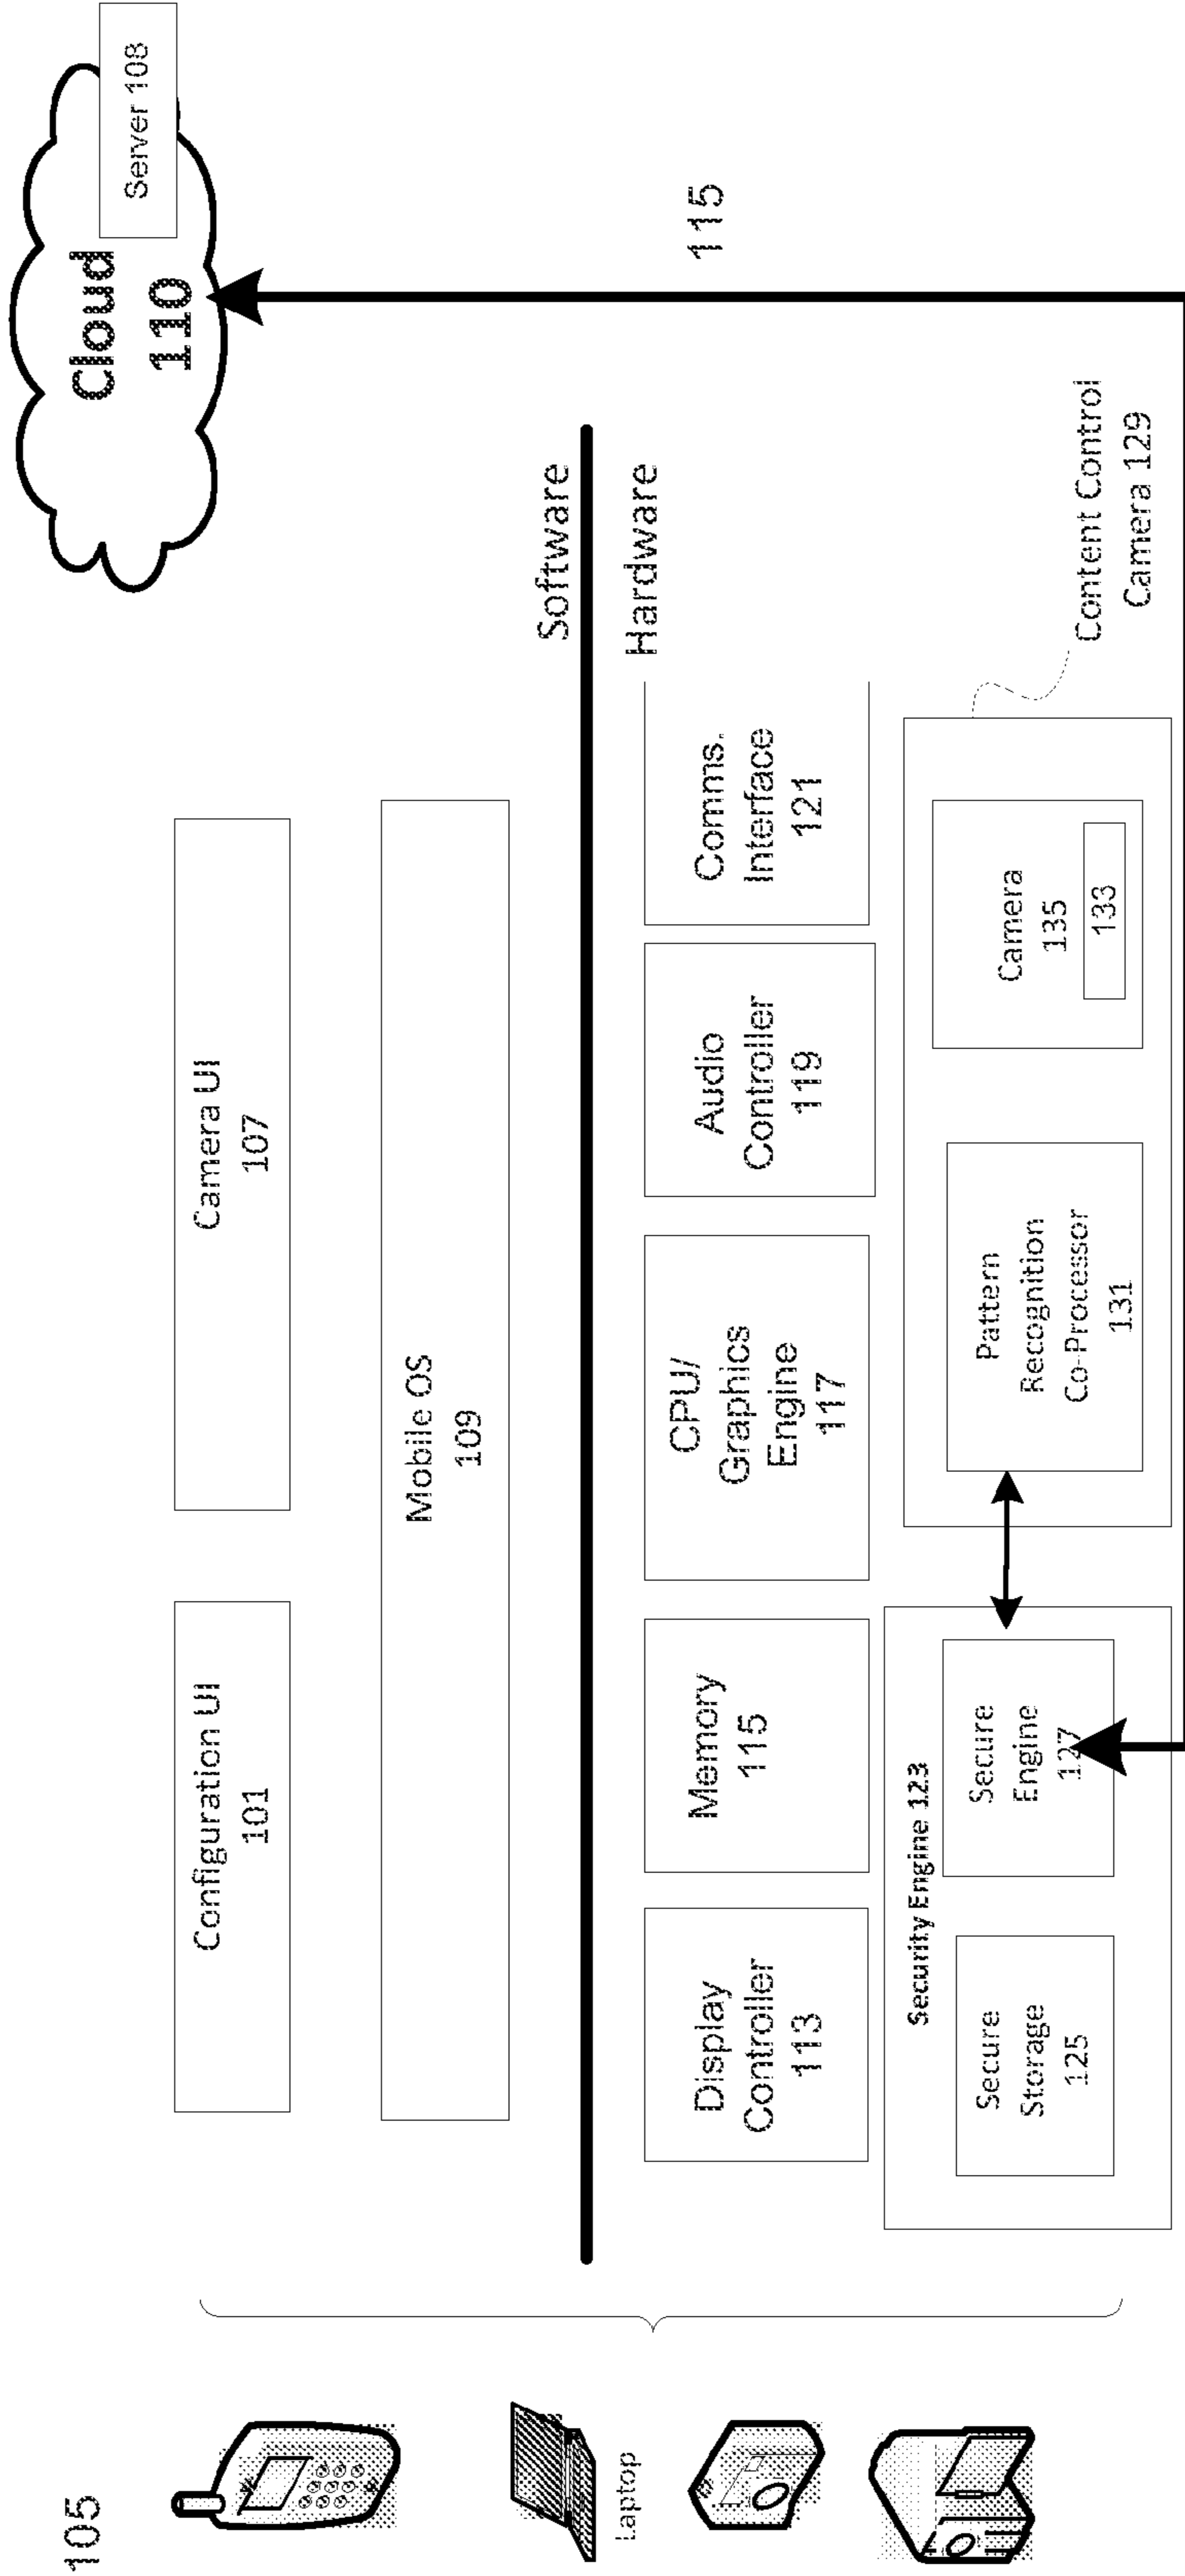 105
Laptop
cloud
110
Server 108
Configuration UI
101
Camera UI
107
Mobile OS
109
Software
Hardware
115
Display
Controller
113
Memory
115
CPU/
Graphics
Engine
117
Audio
Controller
119
Comms.
Interface
121
Security Engine 123
Secure
Storage
125
Secure
Engine
127
Pattern
Recognition
Co-Processor
131
Camera
135
133
Content Control
Camera 129